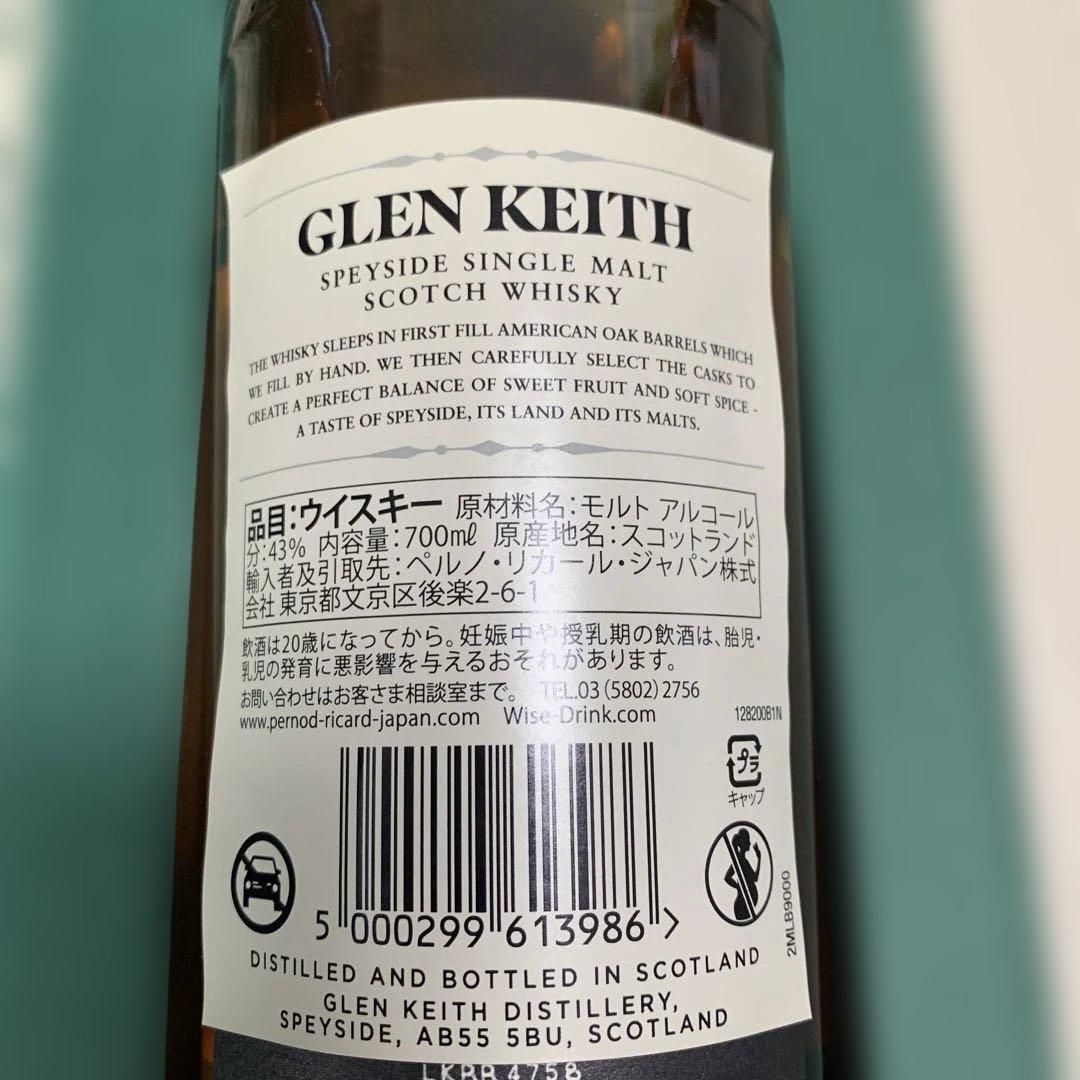 GLEN KEITH
SPEYSIDE SINGLE MALT
SCOTCH WHISKY
THE WHISKY SLEEPS IN FIRST FILL AMERICAN OAK BARRELS WHICH
WE FILL BY HAND. WE THEN CAREFULLY SELECT THE CASKS TO
CREATE A PERFECT BALANCE OF SWEET FRUIT AND SOFT SPICE -
A TASTE OF SPEYSIDE, ITS LAND AND ITS MALTS.
品目:ウイスキー 原材料名:モルト アルコール
分:43% 内容量:700㎖ 原産地名:スコットランド
輸入者及引取先:ペルノ・リカール・ジャパン株式
会社 東京都文京区後楽2-6-1
飲酒は20歳になってから。妊娠中や授乳期の飲酒は、胎児・
乳児の発育に悪影響を与えるおそれがあります。
お問い合わせはお客さま相談室まで。 TEL.03(5802)2756
www.pernod-ricard-japan.com Wise-Drink.com
128200B1N
プラ
キャップ
5 000299 613986 >
2MLB9000
DISTILLED AND BOTTLED IN SCOTLAND
GLEN KEITH DISTILLERY,
SPEYSIDE, AB55 5BU, SCOTLAND